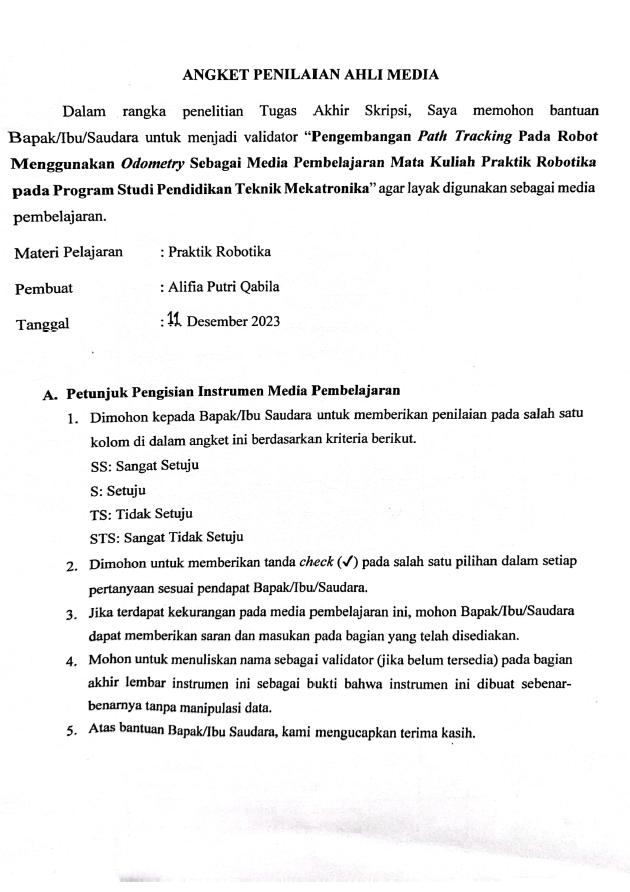 ANGKET PENILAIAN AHLI MEDIA
Dalam rangka penelitian Tugas Akhir Skripsi, Saya memohon bantuan
Bapak/Ibu/Saudara untuk menjadi validator “Pengembangan Path Tracking Pada Robot
Menggunakan Odometry Sebagai Media Pembelajaran Mata Kuliah Praktik Robotika
pada Program Studi Pendidikan Teknik Mekatronika” agar layak digunakan sebagai media
pembelajaran.
Materi Pelajaran : Praktik Robotika
Pembuat : Alifia Putri Qabila
Tanggal : 11 Desember 2023
A. Petunjuk Pengisian Instrumen Media Pembelajaran
1. Dimohon kepada Bapak/Ibu Saudara untuk memberikan penilaian pada salah satu
kolom di dalam angket ini berdasarkan kriteria berikut.
SS: Sangat Setuju
S: Setuju
TS: Tidak Setuju
STS: Sangat Tidak Setuju
2. Dimohon untuk memberikan tanda check (✓) pada salah satu pilihan dalam setiap
pertanyaan sesuai pendapat Bapak/Ibu/Saudara.
3. Jika terdapat kekurangan pada media pembelajaran ini, mohon Bapak/Ibu/Saudara
dapat memberikan saran dan masukan pada bagian yang telah disediakan.
4. Mohon untuk menuliskan nama sebagai validator (jika belum tersedia) pada bagian
akhir lembar instrumen ini sebagai bukti bahwa instrumen ini dibuat sebenar-
benarnya tanpa manipulasi data.
5. Atas bantuan Bapak/Ibu Saudara, kami mengucapkan terima kasih.